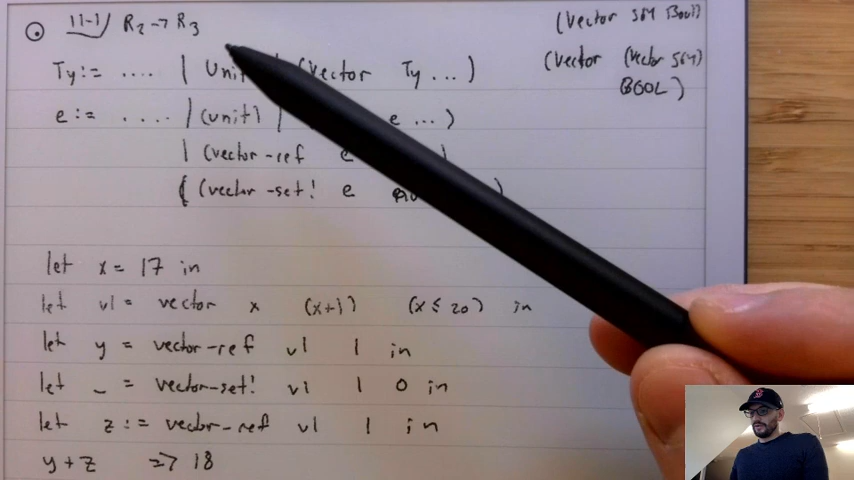 11-1/ R2 → R3
Ty := .... | Unit | (Vector Ty ...)
e := .... | (unit) | e ...)
| (vector-ref e
| (vector-set! e )
let x = 17 in
let v1 = vector x (x+1) (x ≤ 20) in
let y = vector-ref v1 1 in
let _ = vector-set! v1 1 0 in
let z := vector-ref v1 1 in
y + z => 18
(Vector S64 Bool)
(Vector (Vector S64)
BOOL)